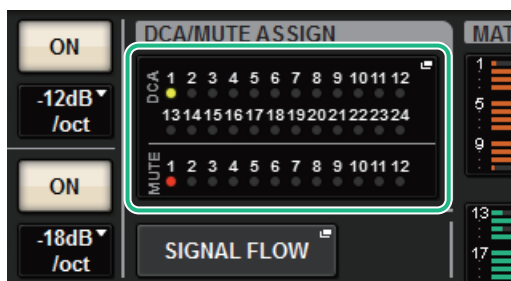 ON
-12dB
/oct
ON
-18dB
/oct
DCA/MUTE ASSIGN
DCA
1 2 3 4 5 6 7 8 9 10 11 12
13 14 15 16 17 18 19 20 21 22 23 24
MUTE
1 2 3 4 5 6 7 8 9 10 11 12
SIGNAL FLOW
MAT
1
5
9
13
17